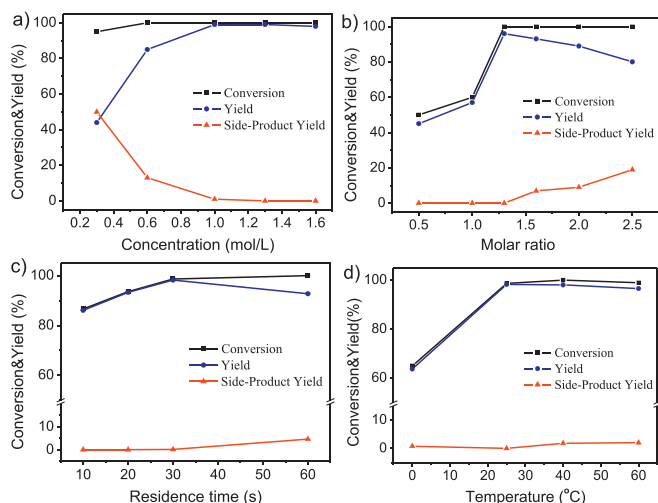 a)
Conversion&Yield (%)
100
80
60
40
20
0
Conversion
Yield
Side-Product Yield
0.2 0.4 0.6 0.8 1.0 1.2 1.4 1.6
Concentration (mol/L)
b)
Conversion&Yield (%)
100
80
60
40
20
0
Conversion
Yield
Side-Product Yield
0.5 1.0 1.5 2.0 2.5
Molar ratio
c)
Conversion&Yield (%)
100
80
60
10
0
Conversion
Yield
Side-Product Yield
10 20 30 40 50 60
Residence time (s)
d)
Conversion&Yield(%)
100
80
60
10
0
Conversion
Yield
Side-Product Yield
0 10 20 30 40 50 60
Temperature (°C)